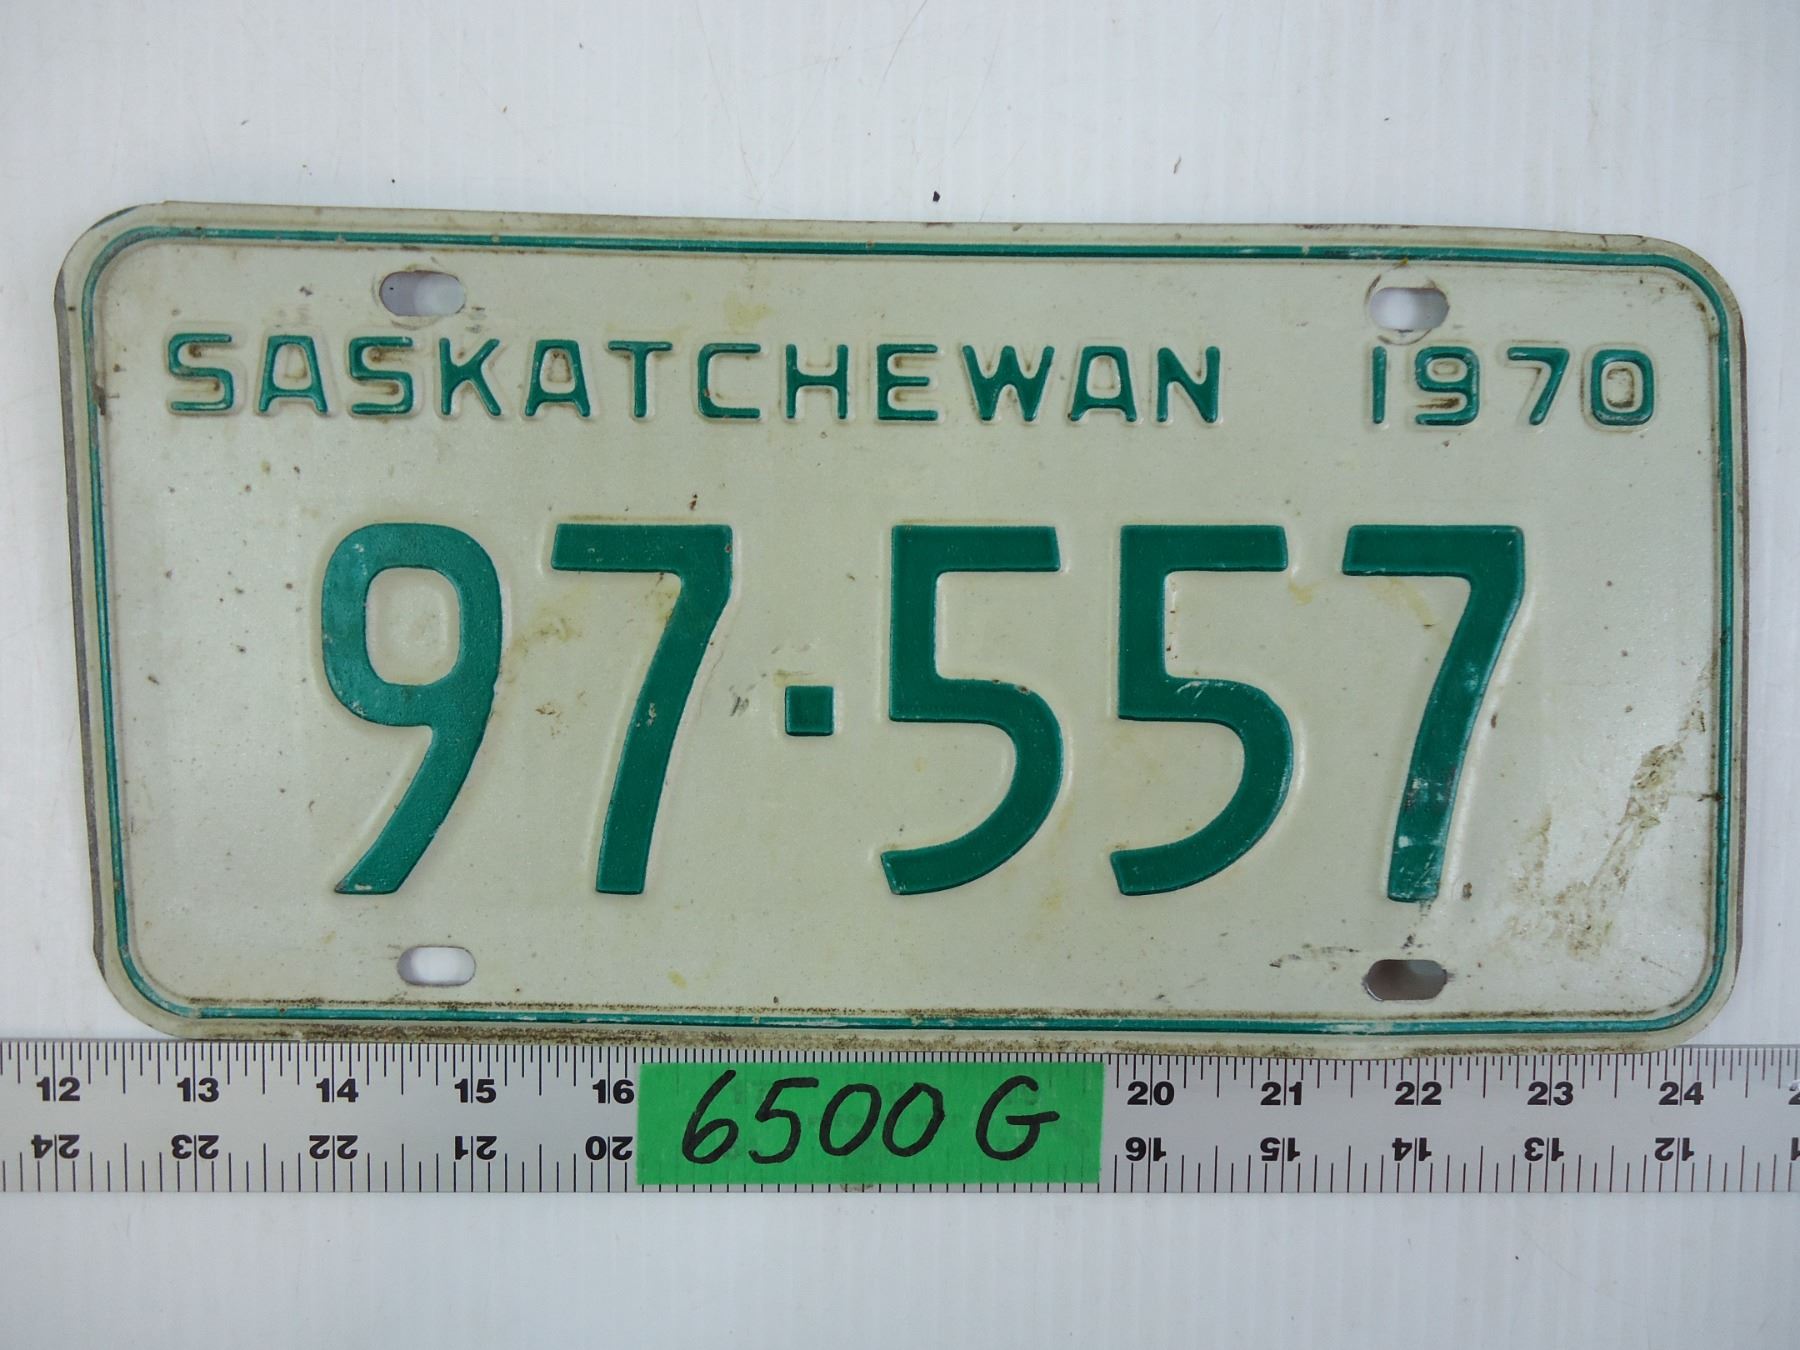 SASKATCHEWAN 1970
97·557
12 13 14 15 16 6500 G 20 21 22 23 24
24 23 22 21 20 16 15 14 13 12